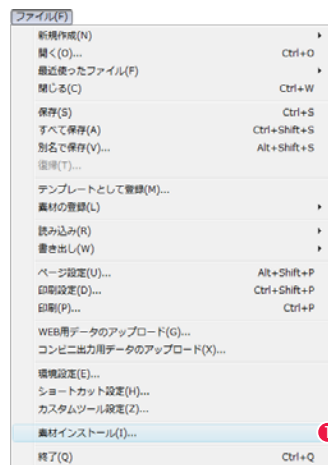 ファイル(F)
新規作成(N)
開く(O)... Ctrl+O
最近使ったファイル(F)
閉じる(C) Ctrl+W
保存(S) Ctrl+S
すべて保存(A) Ctrl+Shift+S
別名で保存(V)... Alt+Shift+S
復帰(T)...
テンプレートとして登録(M)...
素材の登録(L)
読み込み(R)
書き出し(W)
ページ設定(U)... Alt+Shift+P
印刷設定(D)... Ctrl+Shift+P
印刷(P)... Ctrl+P
WEB用データのアップロード(G)...
コンビニ出力用データのアップロード(X)...
環境設定(E)...
ショートカット設定(H)...
カスタムツール設定(Z)...
素材インストール(I)... 1
終了(Q) Ctrl+Q